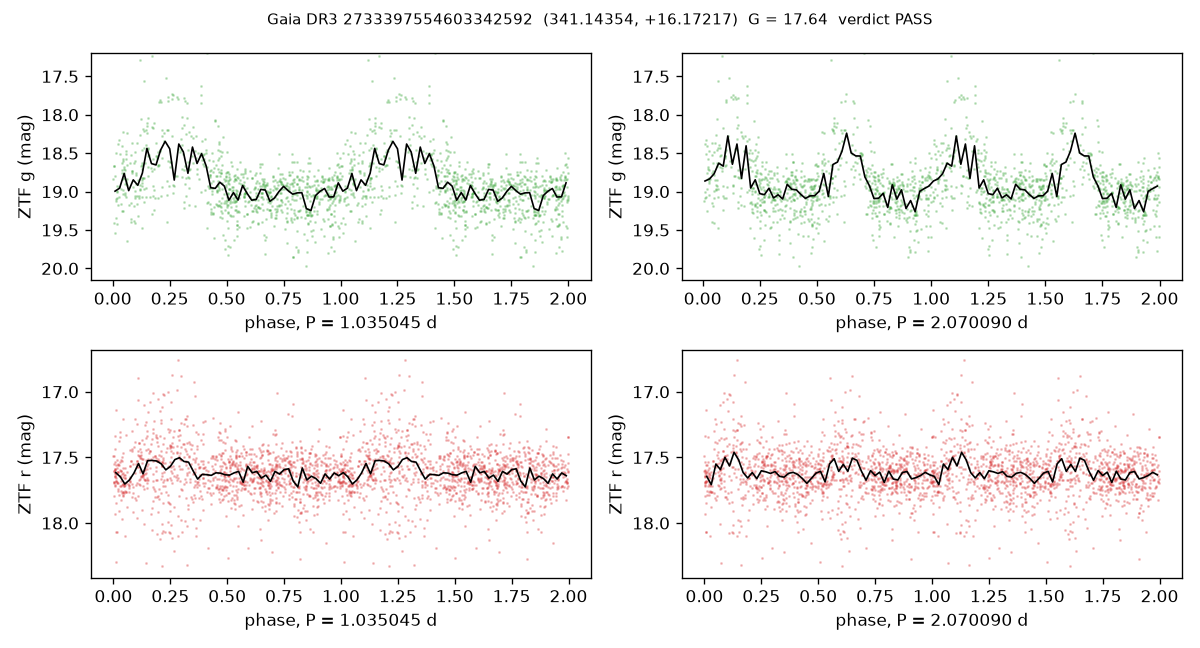 Gaia DR3 2733397554603342592 (341.14354, +16.17217) G = 17.64 verdict PASS
ZTF g (mag)
17.5
18.0
18.5
19.0
19.5
20.0
0.00 0.25 0.50 0.75 1.00 1.25 1.50 1.75 2.00
phase, P = 1.035045 d
ZTF g (mag)
17.5
18.0
18.5
19.0
19.5
20.0
0.00 0.25 0.50 0.75 1.00 1.25 1.50 1.75 2.00
phase, P = 2.070090 d
ZTF r (mag)
17.0
17.5
18.0
0.00 0.25 0.50 0.75 1.00 1.25 1.50 1.75 2.00
phase, P = 1.035045 d
ZTF r (mag)
17.0
17.5
18.0
0.00 0.25 0.50 0.75 1.00 1.25 1.50 1.75 2.00
phase, P = 2.070090 d